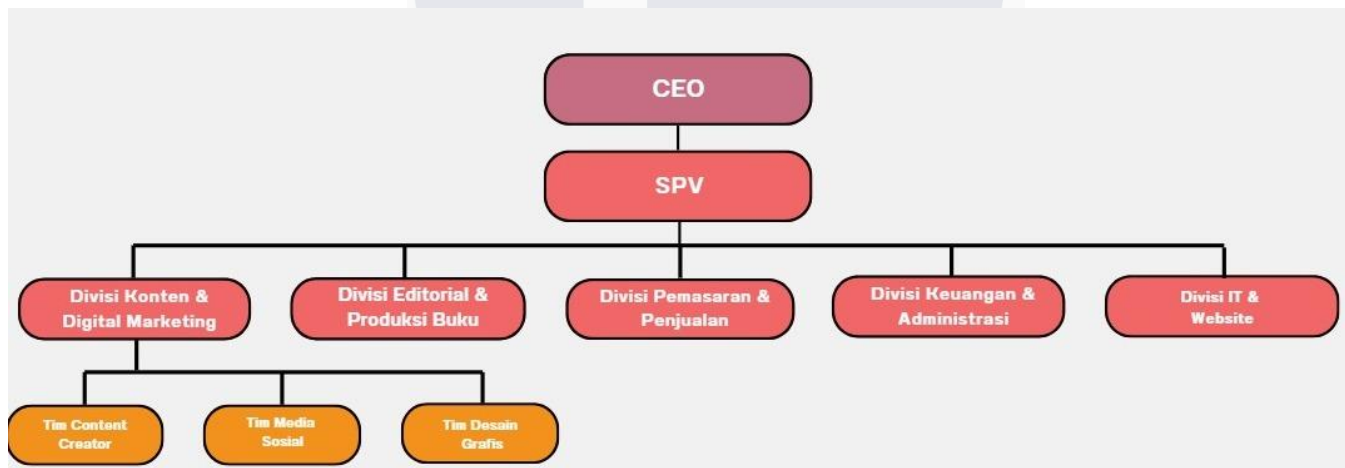 CEO
SPV
Divisi Konten &
Digital Marketing
Divisi Editorial &
Produksi Buku
Divisi Pemasaran &
Penjualan
Divisi Keuangan &
Administrasi
Divisi IT &
Website
Tim Content
Creator
Tim Media
Sosial
Tim Desain
Grafis